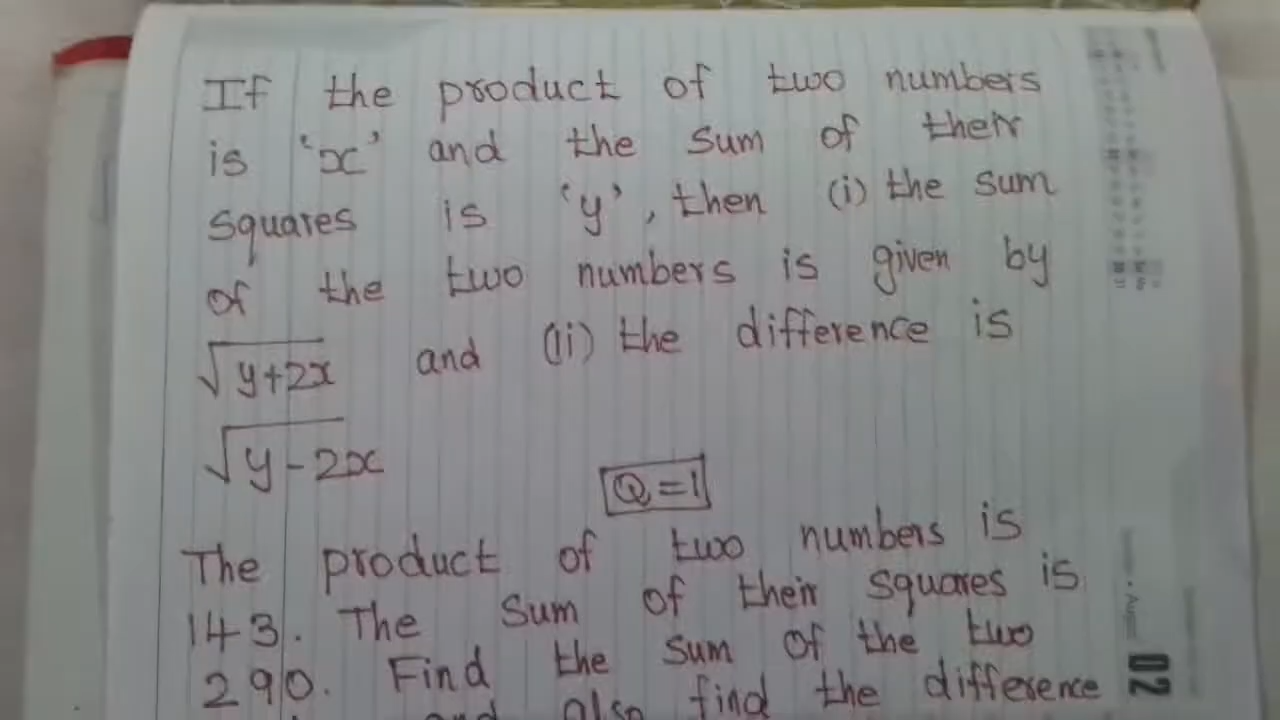 If the product of two numbers
is 'x' and the sum of their
squares is 'y', then (i) the sum
of the two numbers is given by
√y+2x and (ii) the difference is
√y-2x
Q=1
The product of two numbers is
143. The sum of their squares is
290. Find the sum of the two
and also find the difference
02